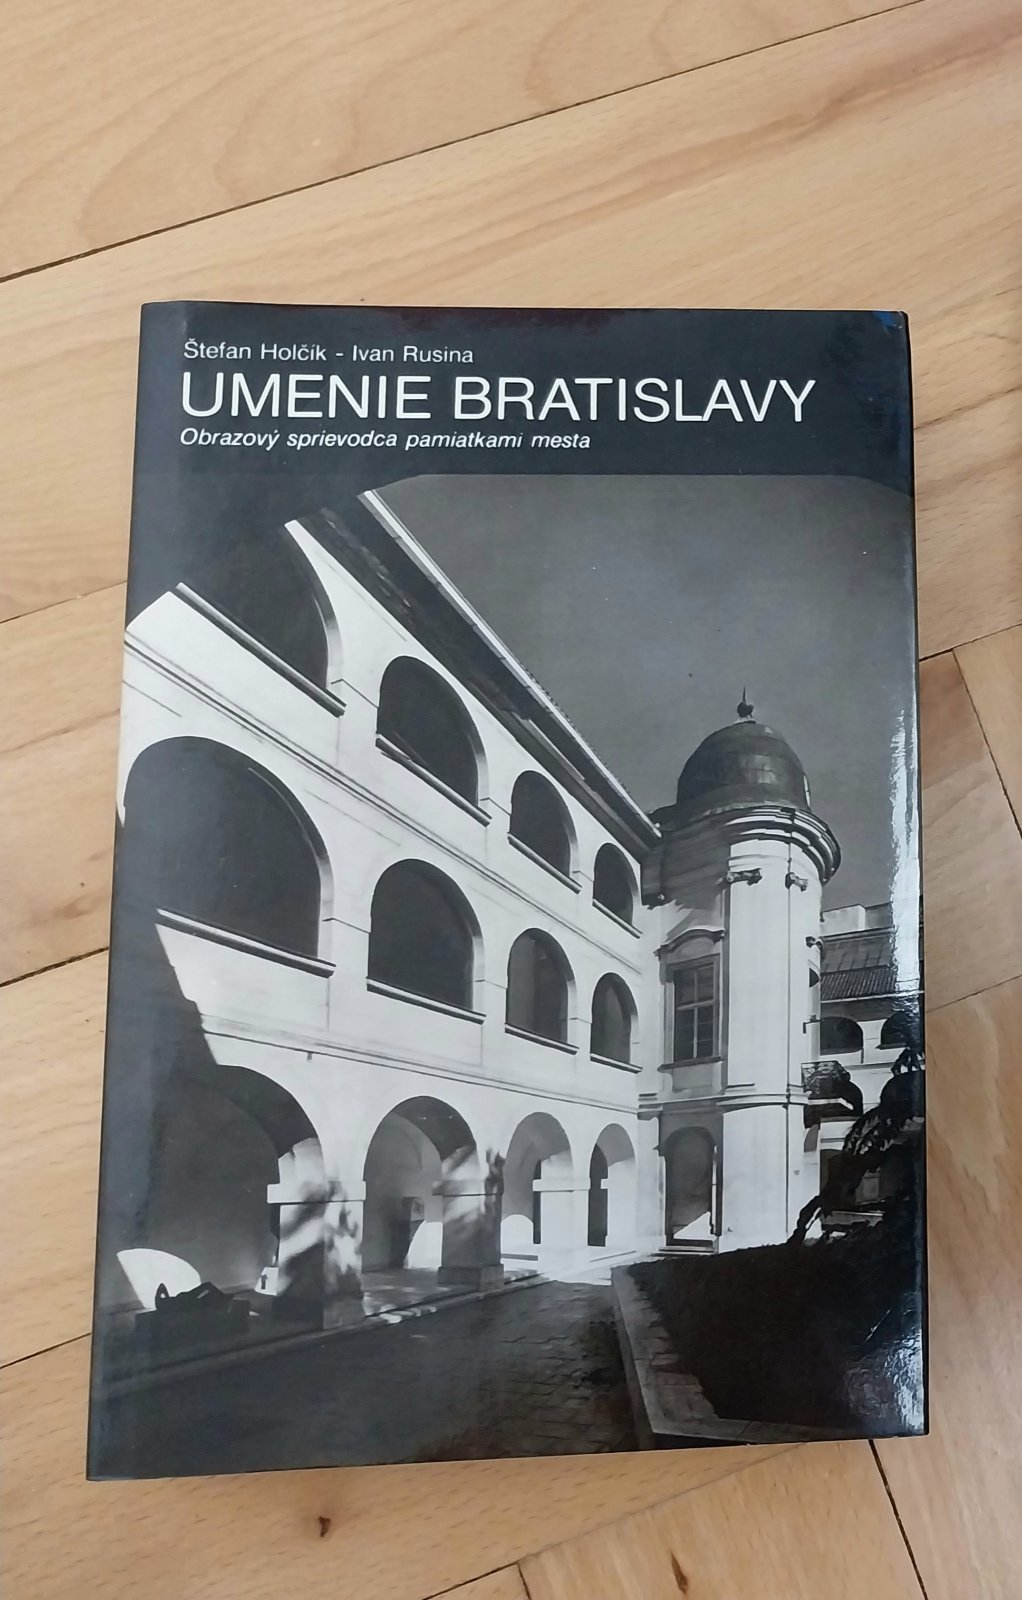 Štefan Holčík - Ivan Rusina
UMENIE BRATISLAVY
Obrazový sprievodca pamiatkami mesta